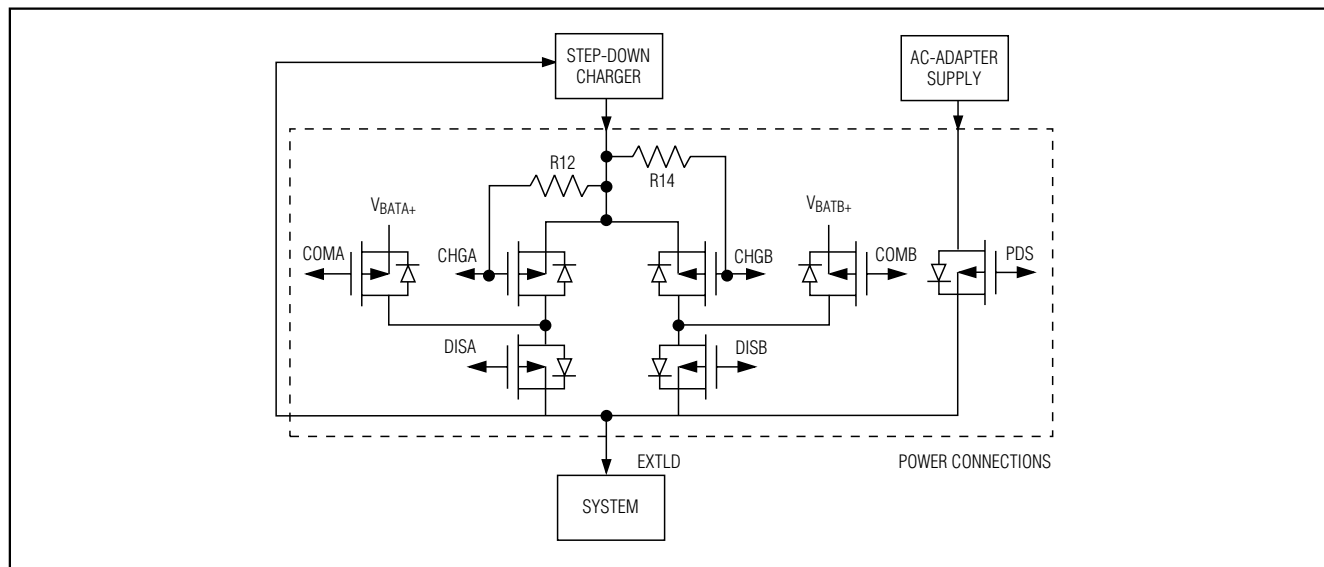 STEP-DOWN
CHARGER
AC-ADAPTER
SUPPLY
R12
R14
VBATA+
VBATB+
COMA
CHGA
CHGB
COMB
PDS
DISA
DISB
EXTLD
POWER CONNECTIONS
SYSTEM